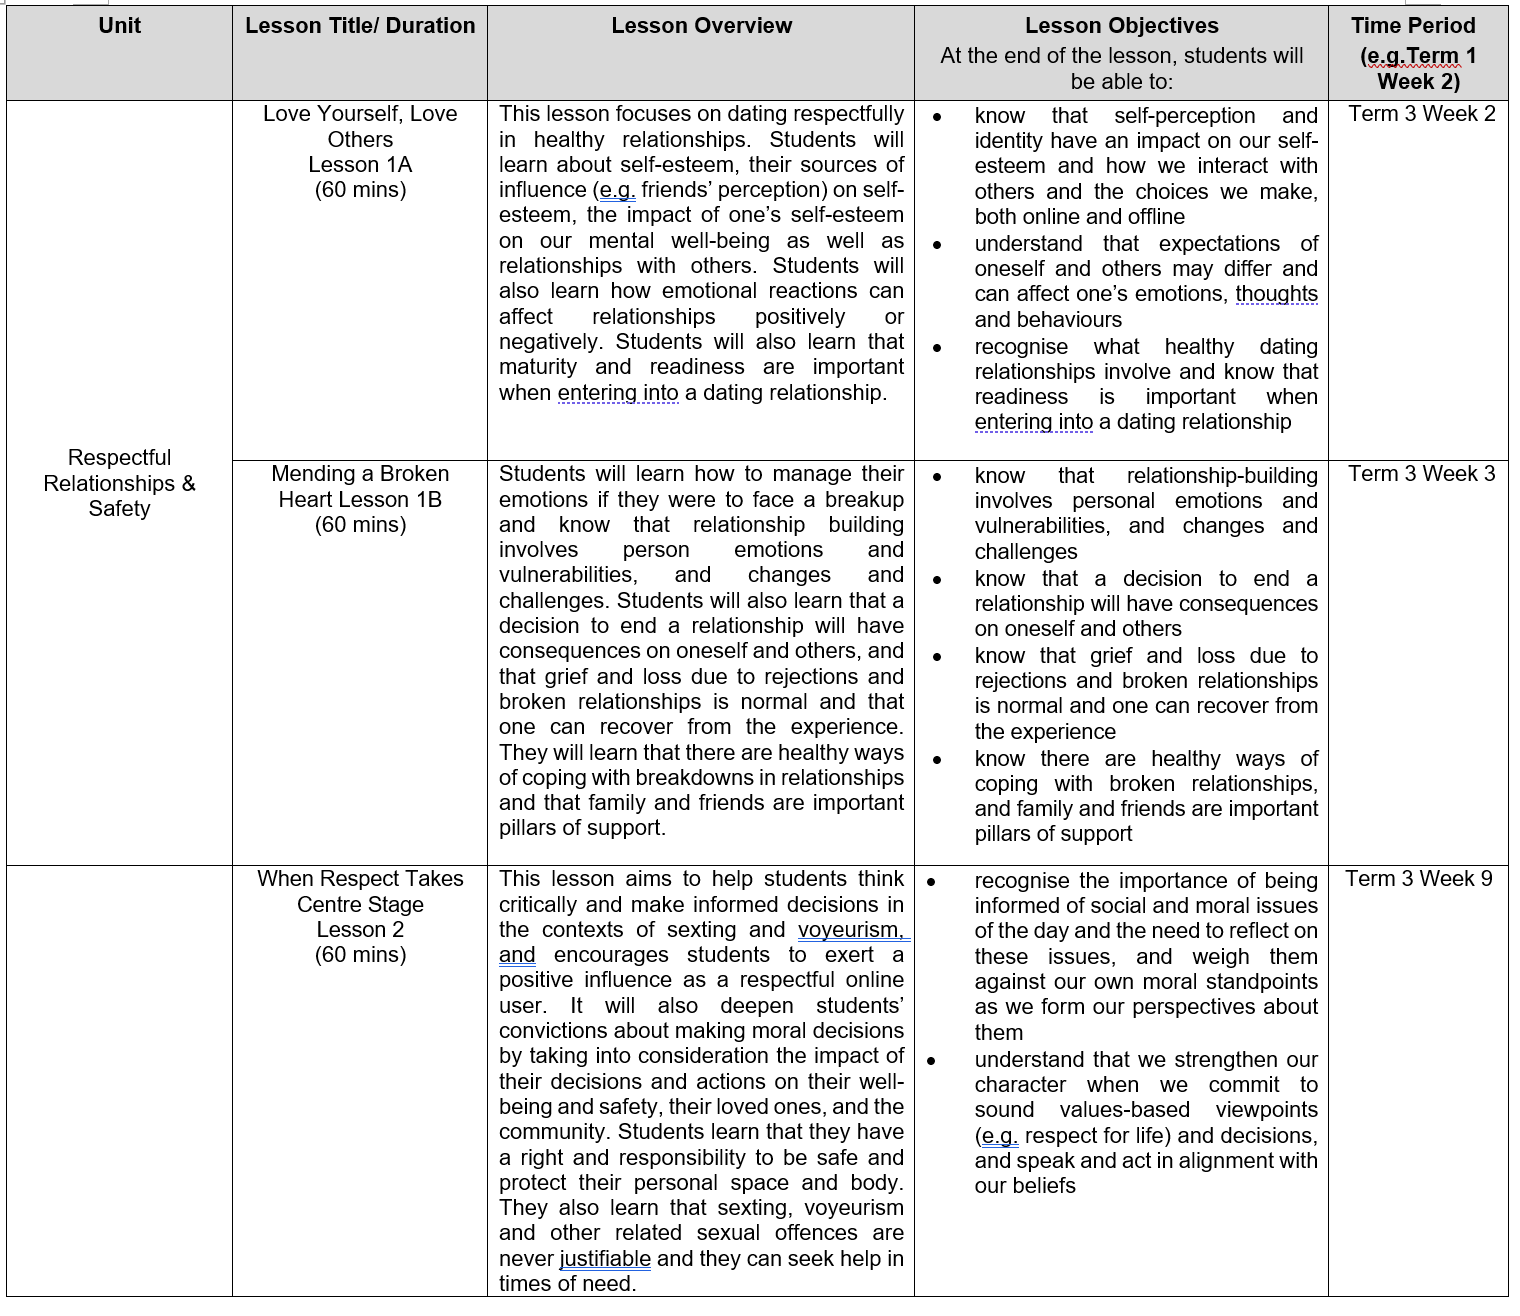 Unit
Lesson Title/ Duration
Lesson Overview
Lesson Objectives
At the end of the lesson, students will
be able to:
Time Period
(e.g.Term 1
Week 2)
Respectful
Relationships &
Safety
Love Yourself, Love
Others
Lesson 1A
(60 mins)
This lesson focuses on dating respectfully
in healthy relationships. Students will
learn about self-esteem, their sources of
influence (e.g. friends’ perception) on self-
esteem, the impact of one’s self-esteem
on our mental well-being as well as
relationships with others. Students will
also learn how emotional reactions can
affect relationships positively or
negatively. Students will also learn that
maturity and readiness are important
when entering into a dating relationship.
• know that self-perception and
identity have an impact on our self-
esteem and how we interact with
others and the choices we make,
both online and offline
• understand that expectations of
oneself and others may differ and
can affect one’s emotions, thoughts
and behaviours
• recognise what healthy dating
relationships involve and know that
readiness is important when
entering into a dating relationship
Term 3 Week 2
Mending a Broken
Heart Lesson 1B
(60 mins)
Students will learn how to manage their
emotions if they were to face a breakup
and know that relationship building
involves person emotions and
vulnerabilities, and changes and
challenges. Students will also learn that a
decision to end a relationship will have
consequences on oneself and others, and
that grief and loss due to rejections and
broken relationships is normal and that
one can recover from the experience.
They will learn that there are healthy ways
of coping with breakdowns in relationships
and that family and friends are important
pillars of support.
• know that relationship-building
involves personal emotions and
vulnerabilities, and changes and
challenges
• know that a decision to end a
relationship will have consequences
on oneself and others
• know that grief and loss due to
rejections and broken relationships
is normal and one can recover from
the experience
• know there are healthy ways of
coping with broken relationships,
and family and friends are important
pillars of support
Term 3 Week 3
When Respect Takes
Centre Stage
Lesson 2
(60 mins)
This lesson aims to help students think
critically and make informed decisions in
the contexts of sexting and voyeurism,
and encourages students to exert a
positive influence as a respectful online
user. It will also deepen students’
convictions about making moral decisions
by taking into consideration the impact of
their decisions and actions on their well-
being and safety, their loved ones, and the
community. Students learn that they have
a right and responsibility to be safe and
protect their personal space and body.
They also learn that sexting, voyeurism
and other related sexual offences are
never justifiable and they can seek help in
times of need.
• recognise the importance of being
informed of social and moral issues
of the day and the need to reflect on
these issues, and weigh them
against our own moral standpoints
as we form our perspectives about
them
• understand that we strengthen our
character when we commit to
sound values-based viewpoints
(e.g. respect for life) and decisions,
and speak and act in alignment with
our beliefs
Term 3 Week 9